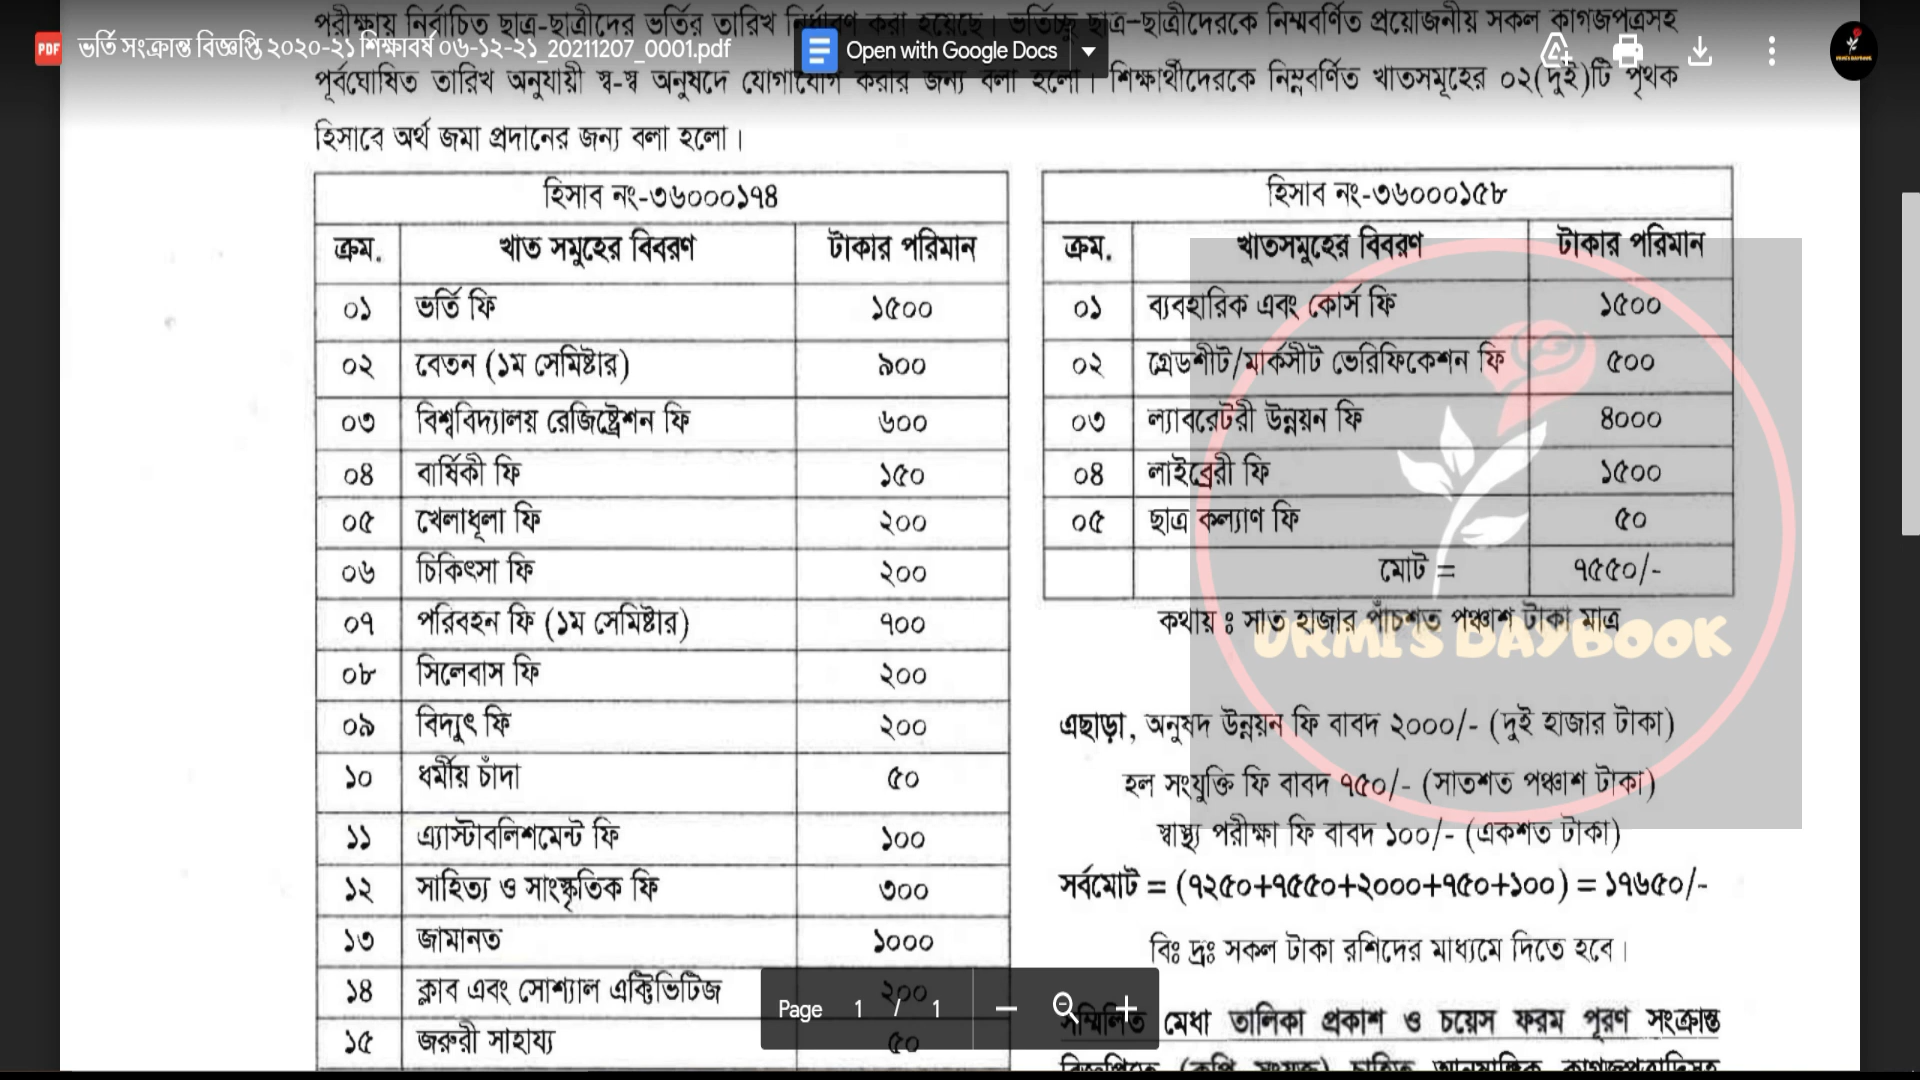 পরীক্ষায় নির্বাচিত ছাত্র-ছাত্রীদের ভর্তির তারিখ নির্ধারণ করা হয়েছে। ভর্তিচ্ছু ছাত্র-ছাত্রীদেরকে নিম্মবর্ণিত প্রয়োজনীয় সকল কাগজপত্রসহ
PDF ভর্তি সংক্রান্ত বিজ্ঞপ্তি ২০২০-২১ শিক্ষাবর্ষ ০৬-১২-২১_20211207_0001.pdf
Open with Google Docs
পূর্বঘোষিত তারিখ অনুযায়ী স্ব-স্ব অনুষদে যোগাযোগ করার জন্য বলা হলো। শিক্ষার্থীদেরকে নিম্নবর্ণিত খাতসমূহের ০২(দুই)টি পৃথক
হিসাবে অর্থ জমা প্রদানের জন্য বলা হলো।
হিসাব নং-৩৬০০০১৭৪
ক্রম. খাত সমুহের বিবরণ টাকার পরিমান
০১ ভর্তি ফি ১৫০০
০২ বেতন (১ম সেমিষ্টার) ৯০০
০৩ বিশ্ববিদ্যালয় রেজিষ্ট্রেশন ফি ৬০০
০৪ বার্ষিকী ফি ১৫০
০৫ খেলাধূলা ফি ২০০
০৬ চিকিৎসা ফি ২০০
০৭ পরিবহন ফি (১ম সেমিষ্টার) ৭০০
০৮ সিলেবাস ফি ২০০
০৯ বিদ্যুৎ ফি ২০০
১০ ধর্মীয় চাঁদা ৫০
১১ এ্যাস্টাবলিশমেন্ট ফি ১০০
১২ সাহিত্য ও সাংস্কৃতিক ফি ৩০০
১৩ জামানত ১০০০
১৪ ক্লাব এবং সোশ্যাল এক্টিভিটিজ ২০০
১৫ জরুরী সাহায্য ৫০
হিসাব নং-৩৬০০০১৫৮
ক্রম. খাতসমুহের বিবরণ টাকার পরিমান
০১ ব্যবহারিক এবং কোর্স ফি ১৫০০
০২ গ্রেডশীট/মার্কসীট ভেরিফিকেশন ফি ৫০০
০৩ ল্যাবরেটরী উন্নয়ন ফি ৪০০০
০৪ লাইব্রেরী ফি ১৫০০
০৫ ছাত্র কল্যাণ ফি ৫০
মোট = ৭৫৫০/-
কথায় ঃ সাত হাজার পাঁচশত পঞ্চাশ টাকা মাত্র
URMI'S DAYBOOK
এছাড়া, অনুষদ উন্নয়ন ফি বাবদ ২০০০/- (দুই হাজার টাকা)
হল সংযুক্তি ফি বাবদ ৭৫০/- (সাতশত পঞ্চাশ টাকা)
স্বাস্থ্য পরীক্ষা ফি বাবদ ১০০/- (একশত টাকা)
সর্বমোট = (৭২৫০+৭৫৫০+২০০০+৭৫০+১০০) = ১৭৬৫০/-
বিঃ দ্রঃ সকল টাকা রশিদের মাধ্যমে দিতে হবে।
সম্মিলিত মেধা তালিকা প্রকাশ ও চয়েস ফরম পূরণ সংক্রান্ত
Page 1 / 1